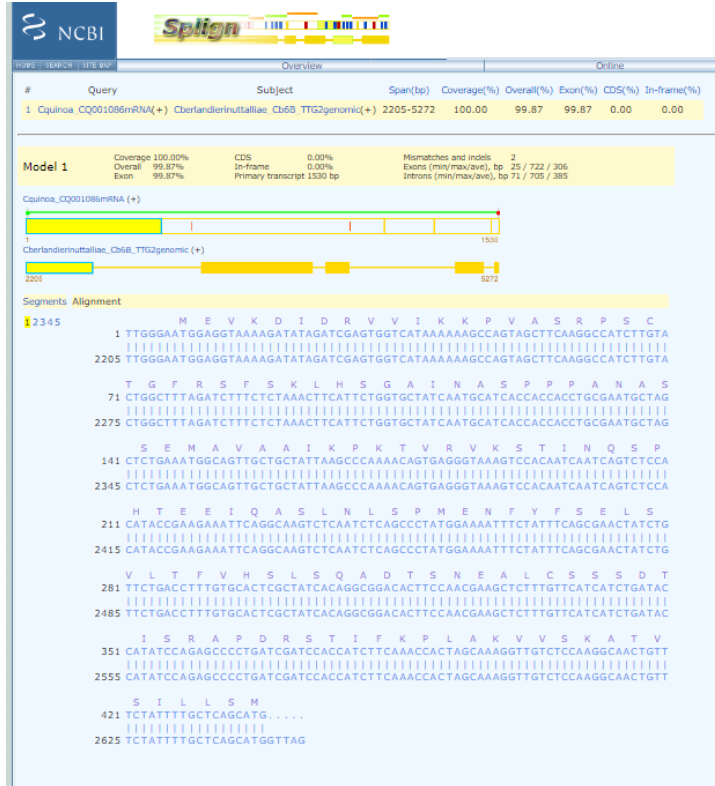 NCBI
Splign
HOME SEARCH SITE MAP Overview Online
# Query Subject Span(bp) Coverage(%) Overall(%) Exon(%) CDS(%) In-frame(%)
1 Cquinoa_CQ001086mRNA(+) Cberlandierinuttalliae_Cb6B_TTG2genomic(+) 2205-5272 100.00 99.87 99.87 0.00 0.00
Model 1
Coverage 100.00% CDS 0.00% Mismatches and indels 2
Overall 99.87% In-frame 0.00% Exons (min/max/ave), bp 25 / 722 / 306
Exon 99.87% Primary transcript 1530 bp Introns (min/max/ave), bp 71 / 705 / 385
Cquinoa_CQ001086mRNA (+)
1 1530
Cberlandierinuttalliae_Cb6B_TTG2genomic (+)
2205 5272
Segments Alignment
1 2 3 4 5
M E V K D I D R V V I K K P V A S R P S C
1 TTGGGAATGGAGGTAAAAGATATAGATCGAGTGGTCATAAAAAAGCCAGTAGCTTCAAGGCCATCTTGTA
2205 TTGGGAATGGAGGTAAAAGATATAGATCGAGTGGTCATAAAAAAGCCAGTAGCTTCAAGGCCATCTTGTA
T G F R S F S K L H S G A I N A S P P P A N A S
71 CTGGCTTTAGATCTTTCTCTAAACTTCATTCTGGTGCTATCAATGCATCACCACCACCTGCGAATGCTAG
2275 CTGGCTTTAGATCTTTCTCTAAACTTCATTCTGGTGCTATCAATGCATCACCACCACCTGCGAATGCTAG
S E M A V A A I K P K T V R V K S T I N Q S P
141 CTCTGAAATGGCAGTTGCTGCTATTAAGCCCAAAACAGTGAGGGTAAAGTCCACAATCAATCAGTCTCCA
2345 CTCTGAAATGGCAGTTGCTGCTATTAAGCCCAAAACAGTGAGGGTAAAGTCCACAATCAATCAGTCTCCA
H T E E I Q A S L N L S P M E N F Y F S E L S
211 CATACCGAAGAAATTCAGGCAAGTCTCAATCTCAGCCCTATGGAAAATTTCTATTTCAGCGAACTATCTG
2415 CATACCGAAGAAATTCAGGCAAGTCTCAATCTCAGCCCTATGGAAAATTTCTATTTCAGCGAACTATCTG
V L T F V H S L S Q A D T S N E A L C S S S D T
281 TTCTGACCTTTGTGCACTCGCTATCACAGGCGGACACTTCCAACGAAGCTCTTTGTTCATCATCTGATAC
2485 TTCTGACCTTTGTGCACTCGCTATCACAGGCGGACACTTCCAACGAAGCTCTTTGTTCATCATCTGATAC
I S R A P D R S T I F K P L A K V V S K A T V
351 CATATCCAGAGCCCCTGATCGATCCACCATCTTCAAACCACTAGCAAAGGTTGTCTCCAAGGCAACTGTT
2555 CATATCCAGAGCCCCTGATCGATCCACCATCTTCAAACCACTAGCAAAGGTTGTCTCCAAGGCAACTGTT
S I L L S M
421 TCTATTTTGCTCAGCATG.....
2625 TCTATTTTGCTCAGCATGGTTAG